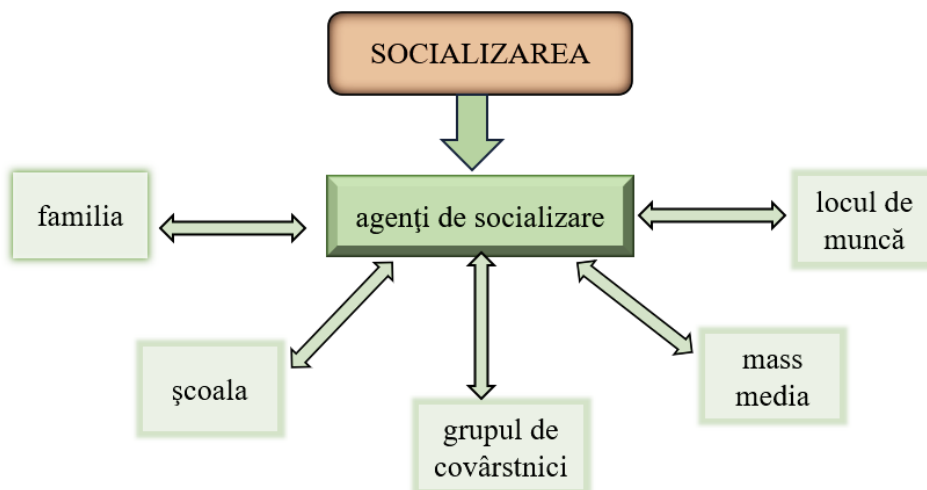 SOCIALIZAREA
agenţi de socializare
familia
locul de
muncă
şcoala
grupul de
covârstnici
mass
media